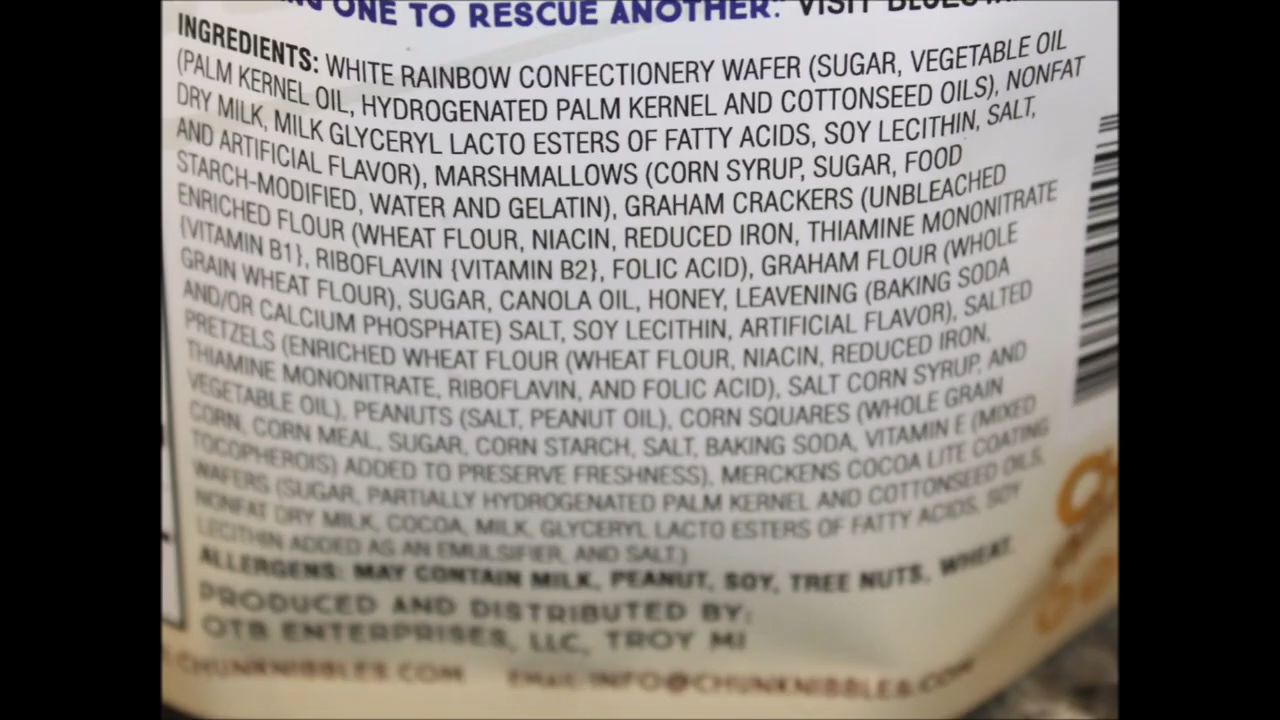 ONE TO RESCUE ANOTHER." VISIT
INGREDIENTS: WHITE RAINBOW CONFECTIONERY WAFER (SUGAR, VEGETABLE OIL
(PALM KERNEL OIL, HYDROGENATED PALM KERNEL AND COTTONSEED OILS), NONFAT
DRY MILK, MILK GLYCERYL LACTO ESTERS OF FATTY ACIDS, SOY LECITHIN, SALT,
AND ARTIFICIAL FLAVOR), MARSHMALLOWS (CORN SYRUP, SUGAR, FOOD
STARCH-MODIFIED, WATER AND GELATIN), GRAHAM CRACKERS (UNBLEACHED
ENRICHED FLOUR (WHEAT FLOUR, NIACIN, REDUCED IRON, THIAMINE MONONITRATE
{VITAMIN B1}, RIBOFLAVIN {VITAMIN B2}, FOLIC ACID), GRAHAM FLOUR (WHOLE
GRAIN WHEAT FLOUR), SUGAR, CANOLA OIL, HONEY, LEAVENING (BAKING SODA
AND/OR CALCIUM PHOSPHATE) SALT, SOY LECITHIN, ARTIFICIAL FLAVOR), SALTED
PRETZELS (ENRICHED WHEAT FLOUR (WHEAT FLOUR, NIACIN, REDUCED IRON,
THIAMINE MONONITRATE, RIBOFLAVIN, AND FOLIC ACID), SALT CORN SYRUP, AND
VEGETABLE OIL), PEANUTS (SALT, PEANUT OIL), CORN SQUARES (WHOLE GRAIN
CORN, CORN MEAL, SUGAR, CORN STARCH, SALT, BAKING SODA, VITAMIN E (MIXED
TOCOPHEROIS) ADDED TO PRESERVE FRESHNESS), MERCKENS COCOA LITE COATING
WAFERS (SUGAR, PARTIALLY HYDROGENATED PALM KERNEL AND COTTONSEED OILS,
NONFAT DRY MILK, COCOA, MILK, GLYCERYL LACTO ESTERS OF FATTY ACIDS, SOY
LECITHIN ADDED AS AN EMULSIFIER, AND SALT)
ALLERGENS: MAY CONTAIN MILK, PEANUT, SOY, TREE NUTS, WHEAT.
PRODUCED AND DISTRIBUTED BY:
OTB ENTERPRISES, LLC, TROY MI
CHUNKNIBBLES.COM EMAIL:INFO@CHUNKNIBBLES.COM